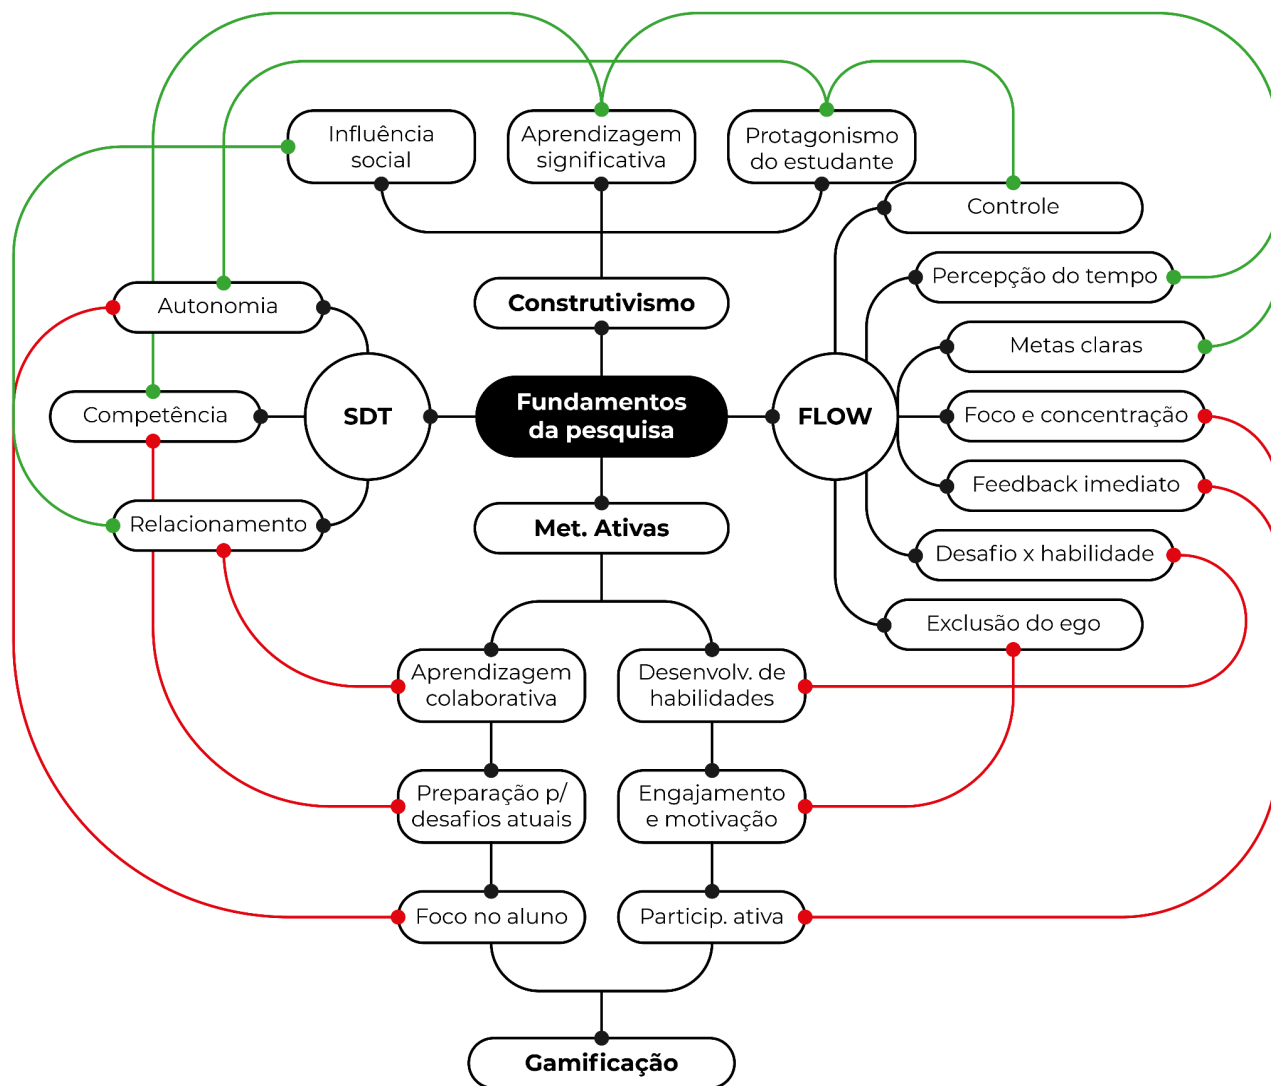 Influência
social
Aprendizagem
significativa
Protagonismo
do estudante
Controle
Percepção do tempo
Autonomia
Construtivismo
Metas claras
Competência
SDT
Fundamentos
da pesquisa
FLOW
Foco e concentração
Feedback imediato
Relacionamento
Met. Ativas
Desafio x habilidade
Exclusão do ego
Aprendizagem
colaborativa
Desenvolv. de
habilidades
Preparação p/
desafios atuais
Engajamento
e motivação
Foco no aluno
Particip. ativa
Gamificação